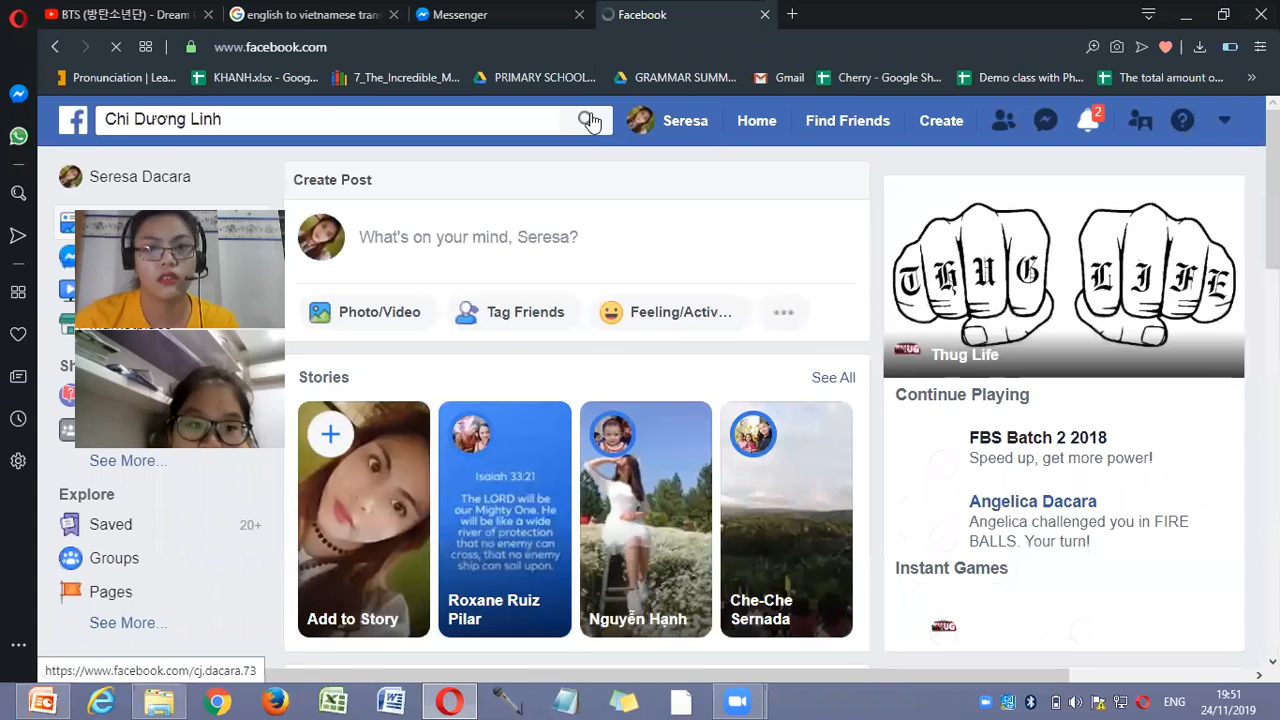 BTS (방탄소년단) - Dream
english to vietnamese tran
Messenger
Facebook
www.facebook.com
Pronunciation | Lea...
KHANH.xlsx - Goog...
7_The_Incredible_M...
PRIMARY SCHOOL...
GRAMMAR SUMM...
Gmail
Cherry - Google Sh...
Demo class with Ph...
The total amount o...
Chi Dương Linh
Seresa
Home
Find Friends
Create
2
Seresa Dacara
See More...
Explore
Saved
20+
Groups
Pages
See More...
Create Post
What's on your mind, Seresa?
Photo/Video
Tag Friends
Feeling/Activ...
Stories
See All
Add to Story
Isaiah 33:21
The LORD will be
our Mighty One. He
will be like a wide
river of protection
that no enemy can
cross, that no enemy
ship can sail upon.
Roxane Ruiz
Pilar
Nguyễn Hạnh
Che-Che
Sernada
THUG LIFE
Thug Life
Continue Playing
FBS Batch 2 2018
Speed up, get more power!
Angelica Dacara
Angelica challenged you in FIRE
BALLS. Your turn!
Instant Games
https://www.facebook.com/cj.dacara.73
ENG
19:51
24/11/2019